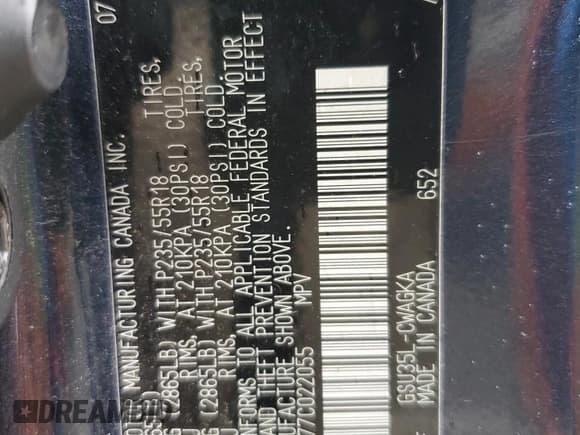 07
MANUFACTURING CANADA, INC.
(2865LB) WITH P235/55R18 TIRES,
RIMS, AT 210KPA (30PSI) COLD.
(2865LB) WITH P235/55R18 TIRES,
RIMS, AT 210KPA (30PSI) COLD.
TO ALL APPLICABLE FEDERAL MOTOR
AND THEFT PREVENTION STANDARDS IN EFFECT
SHOWN ABOVE.
77C022055 MPV
GSU35L-CWAGKA 652
MADE IN CANADA
DREAMBID